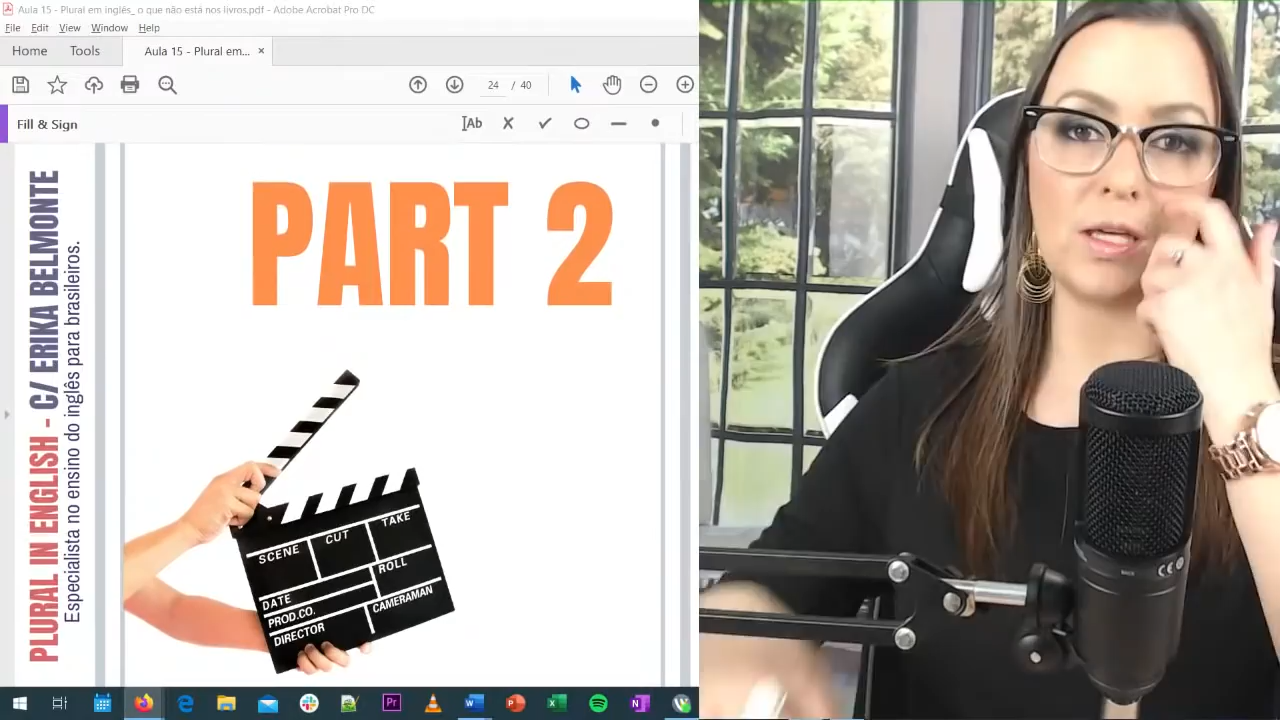 Aula 15 - Plural em inglês_ o que não está nos livros.pdf - Adobe Acrobat Pro DC
File Edit View Window Help
Home Tools Aula 15 - Plural em... ×
24 / 40
Fill & Sign
Ab
PLURAL IN ENGLISH - C/ ERIKA BELMONTE
Especialista no ensino do inglês para brasileiros.
PART 2
SCENE CUT TAKE
ROLL
DATE
PROD.CO. CAMERAMAN
DIRECTOR